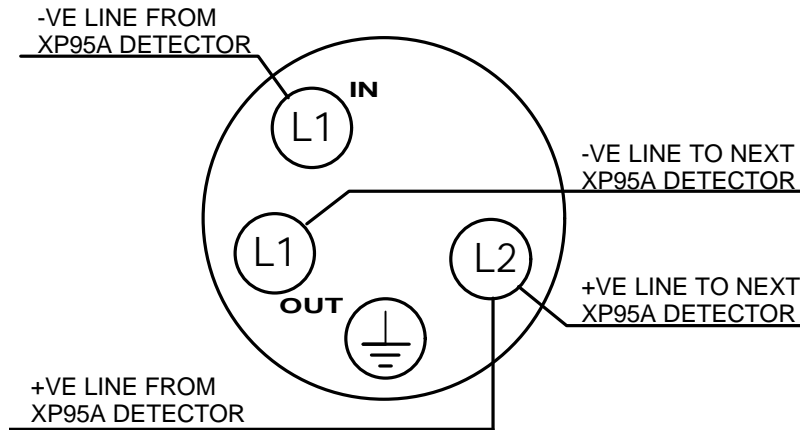 -VE LINE FROM
XP95A DETECTOR
IN
L1
-VE LINE TO NEXT
XP95A DETECTOR
L1
L2
OUT
+VE LINE TO NEXT
XP95A DETECTOR
+VE LINE FROM
XP95A DETECTOR